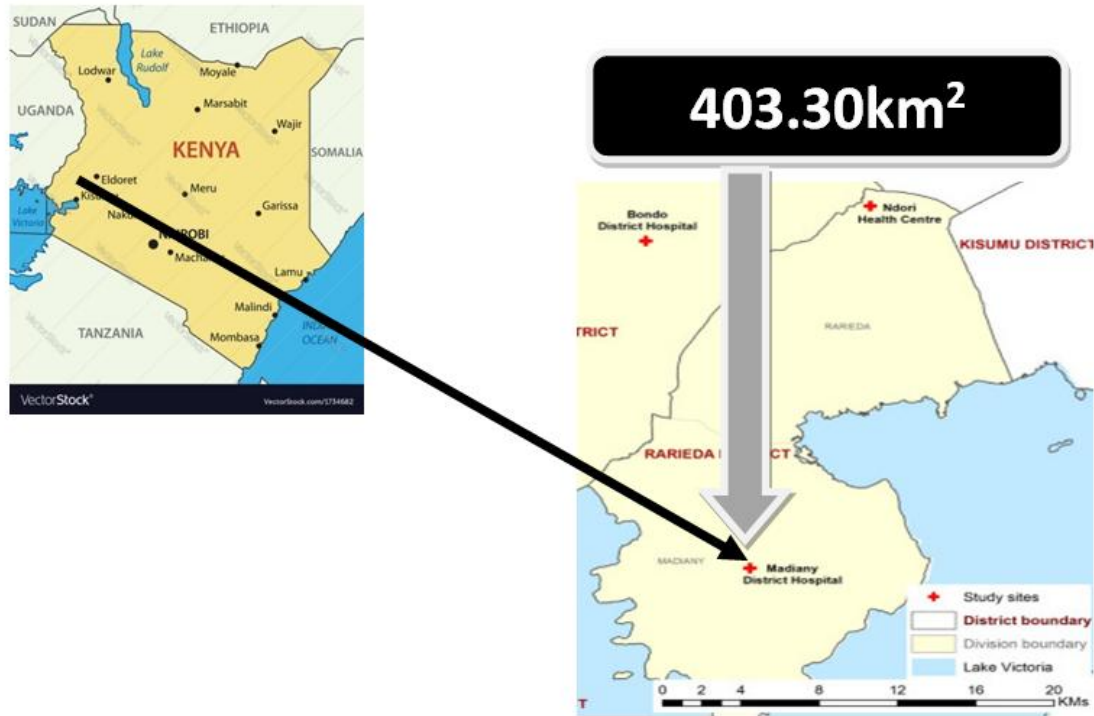 SUDAN
ETHIOPIA
Lake
Rudolf
Moyale
Lodwar
Marsabit
UGANDA
Wajir
KENYA
SOMALIA
Eldoret
Meru
Lake
Victoria
Garissa
Lamu
Malindi
TANZANIA
OCEAN
Mombasa
VectorStock®
VectorStock.com/1734682
403.30km²
Bondo
District Hospital
Ndori
Health Centre
KISUMU DISTRICT
TRICT
RARIEDA
RARIEDA
MADIANY
Madiany
District Hospital
Study sites
District boundary
Division boundary
Lake Victoria
0 2 4 8 12 16 20
KMs